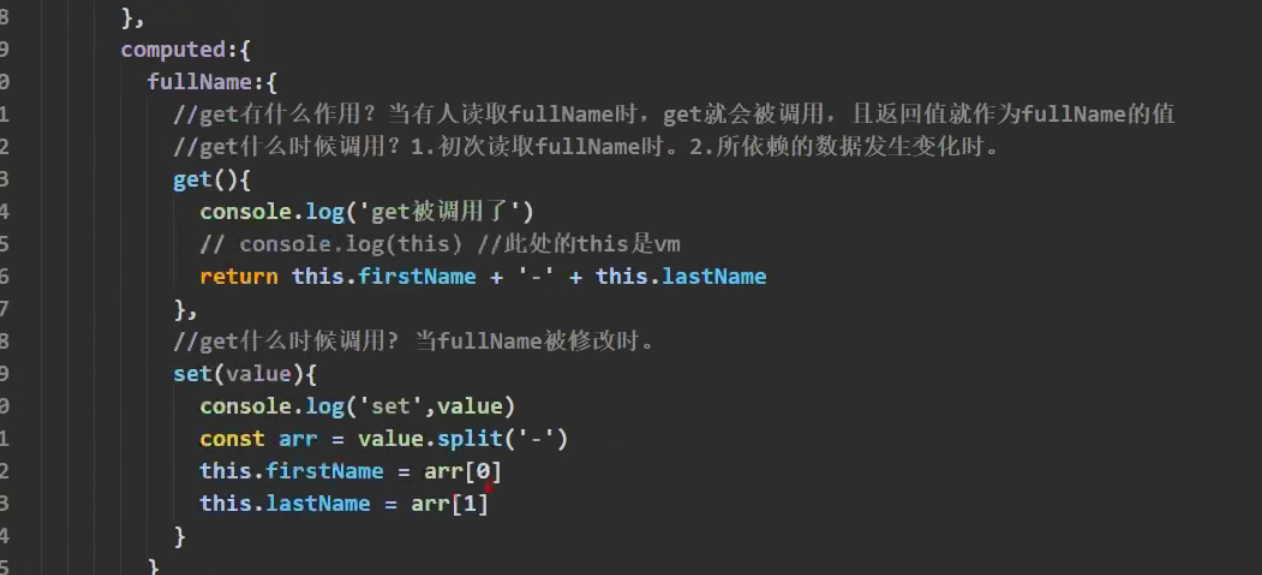 8 },
9 computed:{
0 fullName:{
1 //get有什么作用？当有人读取fullName时，get就会被调用，且返回值就作为fullName的值
2 //get什么时候调用？1.初次读取fullName时。2.所依赖的数据发生变化时。
3 get(){
4 console.log('get被调用了')
5 // console.log(this) //此处的this是vm
6 return this.firstName + '-' + this.lastName
7 },
8 //get什么时候调用? 当fullName被修改时。
9 set(value){
0 console.log('set',value)
1 const arr = value.split('-')
2 this.firstName = arr[0]
3 this.lastName = arr[1]
4 }
5 }